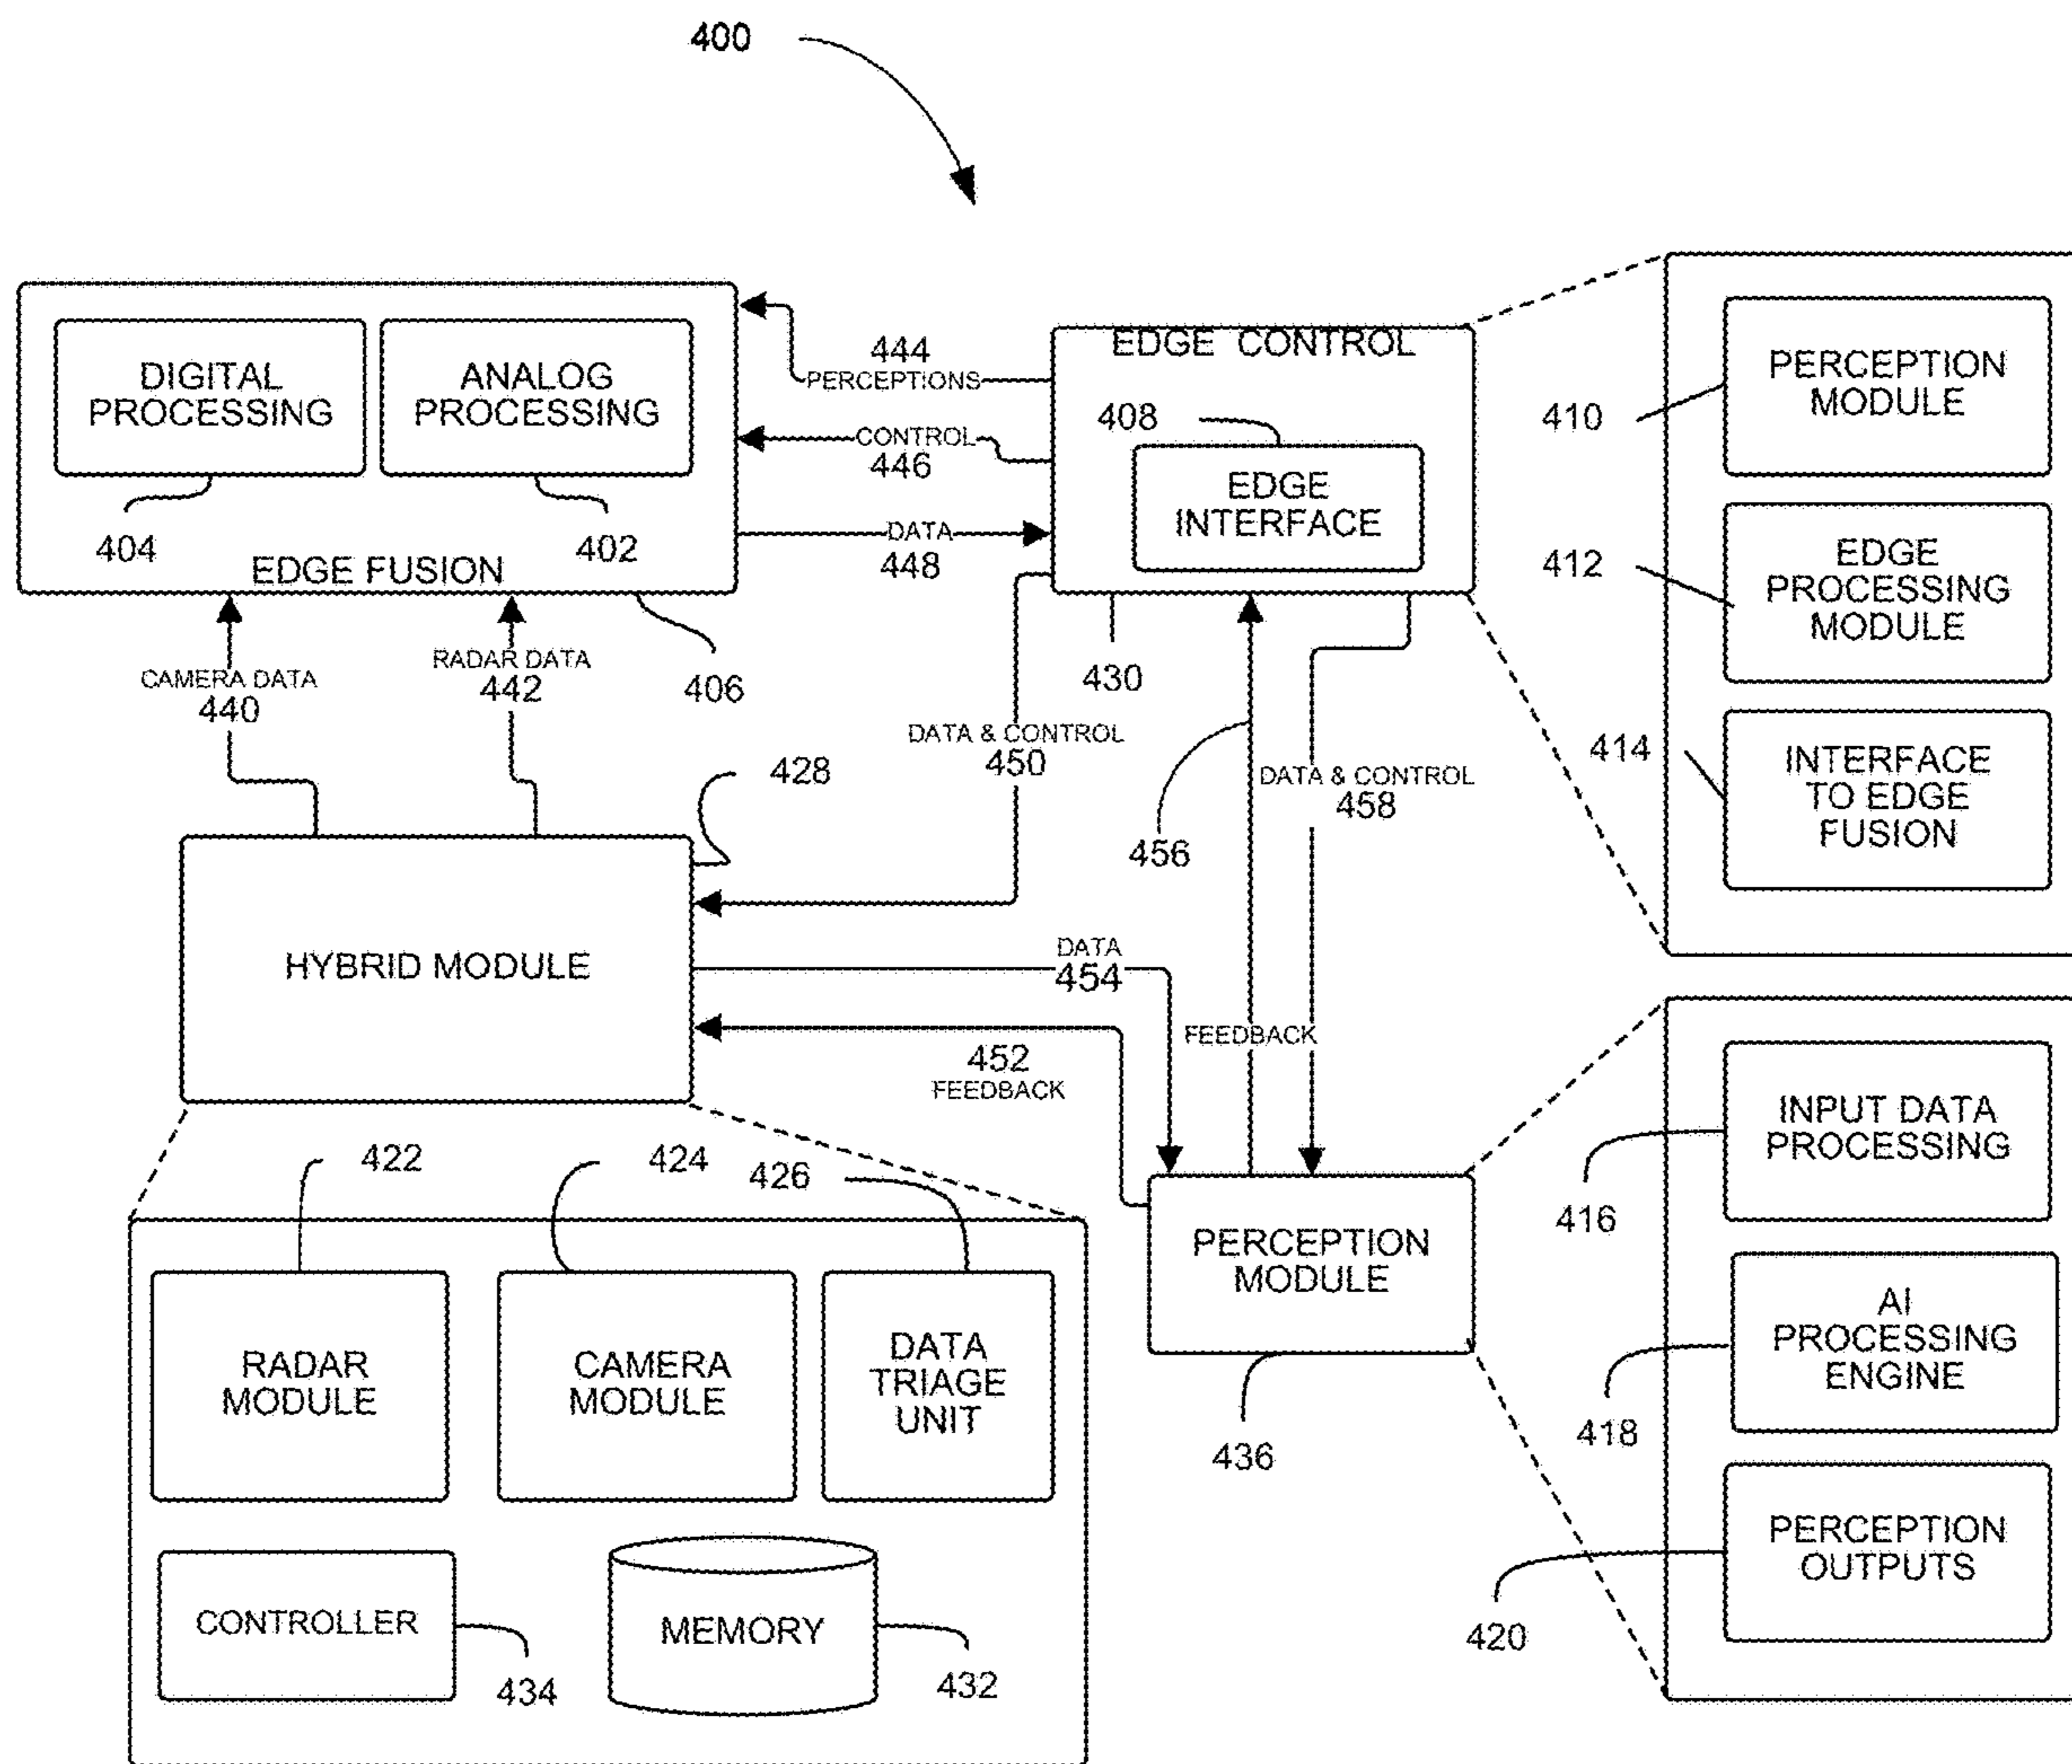 400
DIGITAL
PROCESSING
ANALOG
PROCESSING
404
402
EDGE FUSION
406
444
PERCEPTIONS
CONTROL
446
DATA
448
EDGE CONTROL
408
EDGE
INTERFACE
430
410
PERCEPTION
MODULE
412
EDGE
PROCESSING
MODULE
414
INTERFACE
TO EDGE
FUSION
CAMERA DATA
440
RADAR DATA
442
DATA & CONTROL
450
428
456
DATA & CONTROL
458
HYBRID MODULE
DATA
454
FEEDBACK
452
FEEDBACK
422
424
426
RADAR
MODULE
CAMERA
MODULE
DATA
TRIAGE
UNIT
CONTROLLER
434
MEMORY
432
PERCEPTION
MODULE
436
INPUT DATA
PROCESSING
416
AI
PROCESSING
ENGINE
418
PERCEPTION
OUTPUTS
420